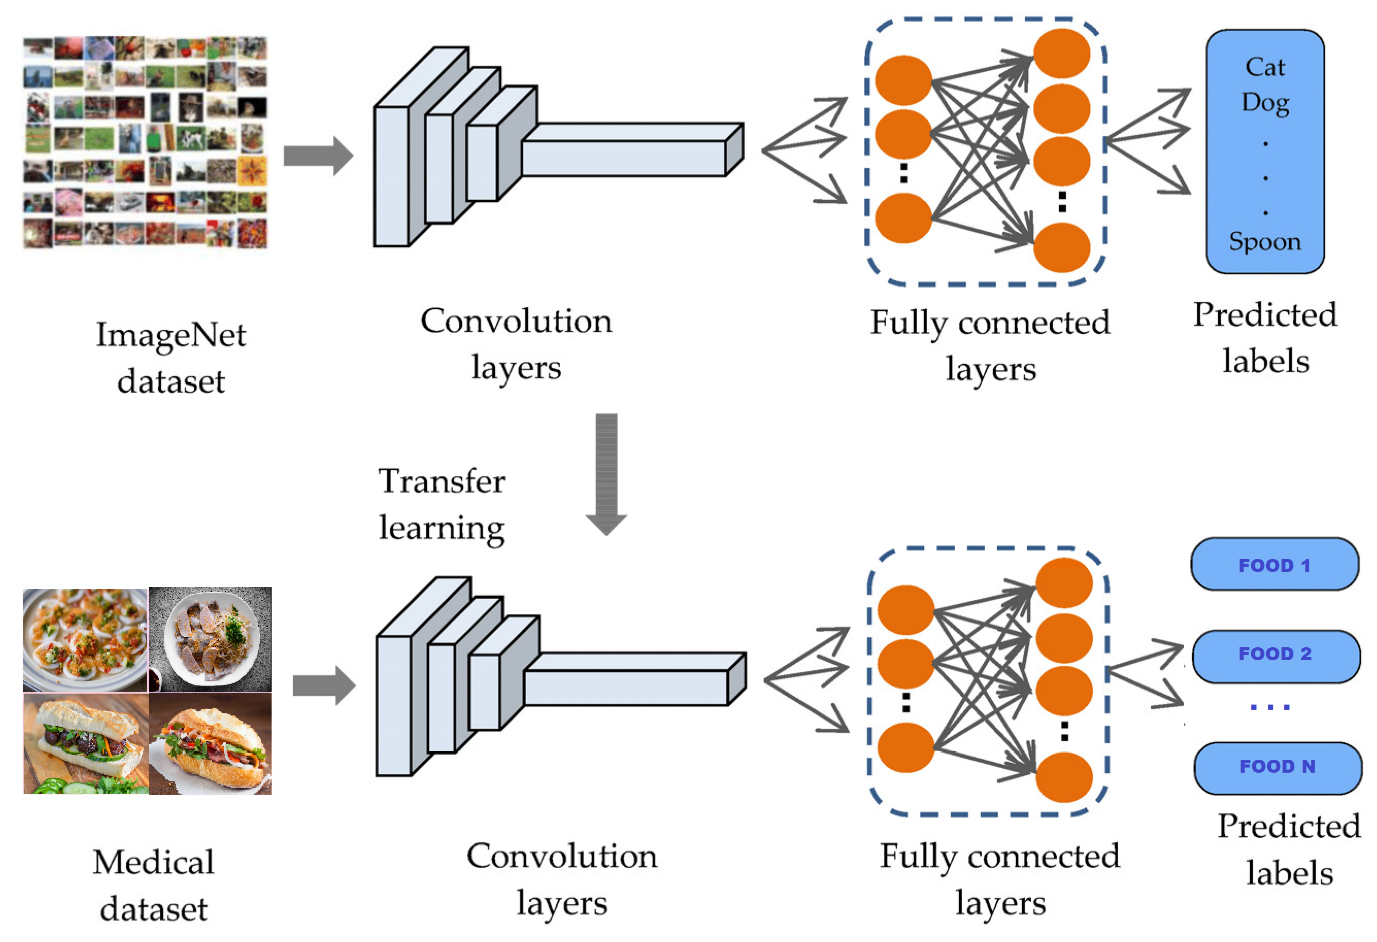 Cat
Dog
.
.
.
Spoon
ImageNet
dataset
Convolution
layers
Fully connected
layers
Predicted
labels
Transfer
learning
FOOD 1
FOOD 2
...
FOOD N
Medical
dataset
Convolution
layers
Fully connected
layers
Predicted
labels